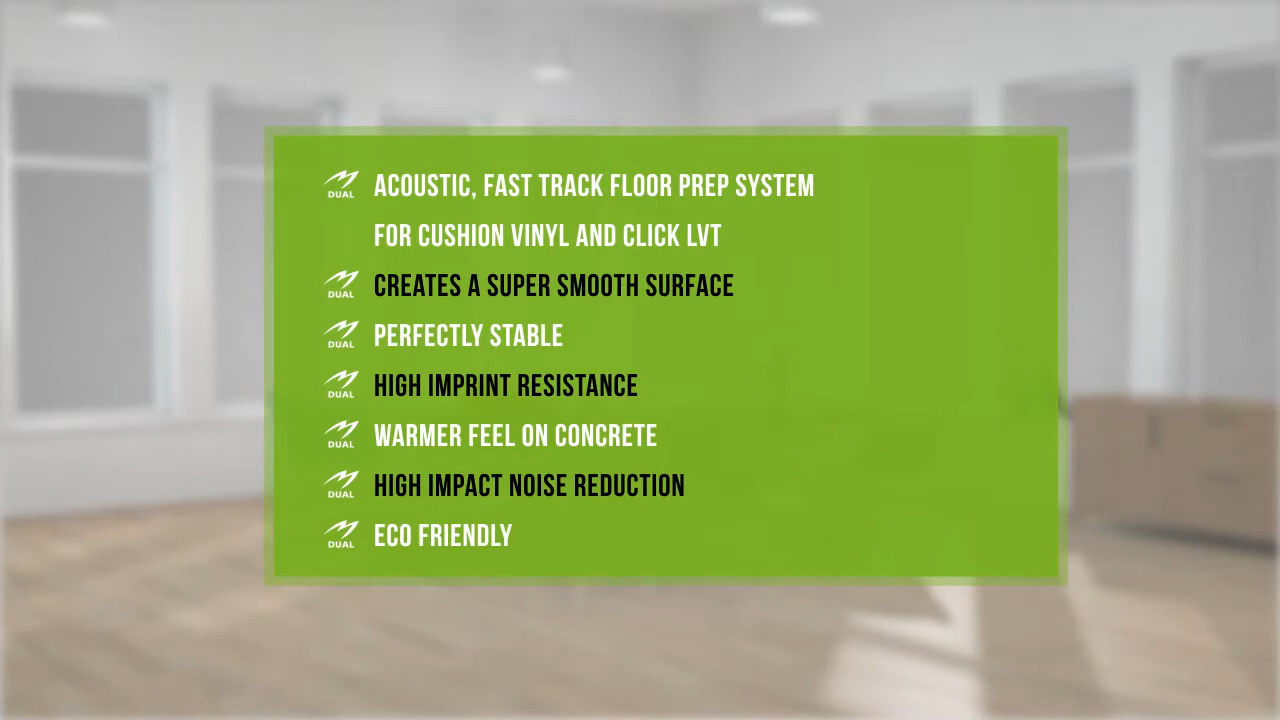 DUAL ACOUSTIC, FAST TRACK FLOOR PREP SYSTEM
FOR CUSHION VINYL AND CLICK LVT
DUAL CREATES A SUPER SMOOTH SURFACE
DUAL PERFECTLY STABLE
DUAL HIGH IMPRINT RESISTANCE
DUAL WARMER FEEL ON CONCRETE
DUAL HIGH IMPACT NOISE REDUCTION
DUAL ECO FRIENDLY